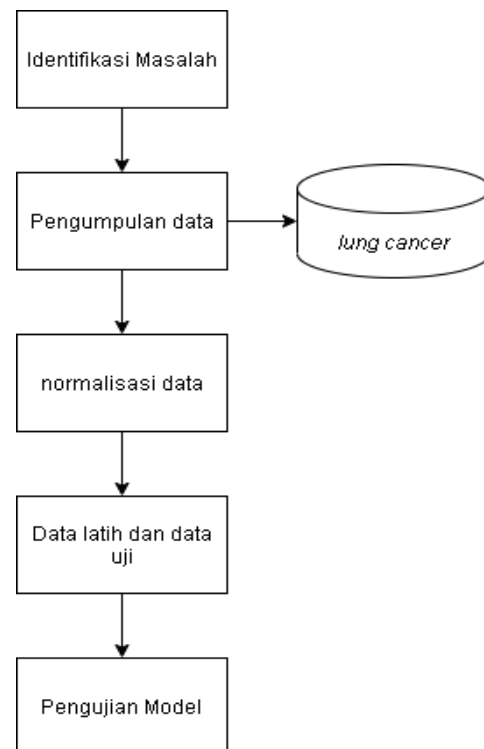 Identifikasi Masalah
Pengumpulan data
lung cancer
normalisasi data
Data latih dan data
uji
Pengujian Model